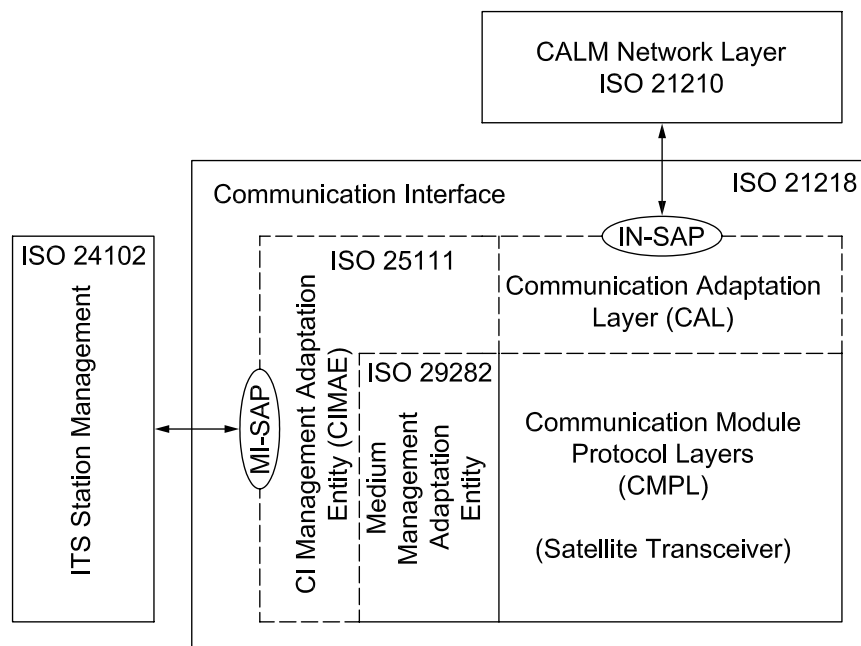 CALM Network Layer
ISO 21210
ISO 21218
Communication Interface
IN-SAP
ISO 24102
ITS Station Management
MI-SAP
ISO 25111
CI Management Adaptation
Entity (CIMAE)
Communication Adaptation
Layer (CAL)
ISO 29282
Medium
Management
Adaptation
Entity
Communication Module
Protocol Layers
(CMPL)
(Satellite Transceiver)